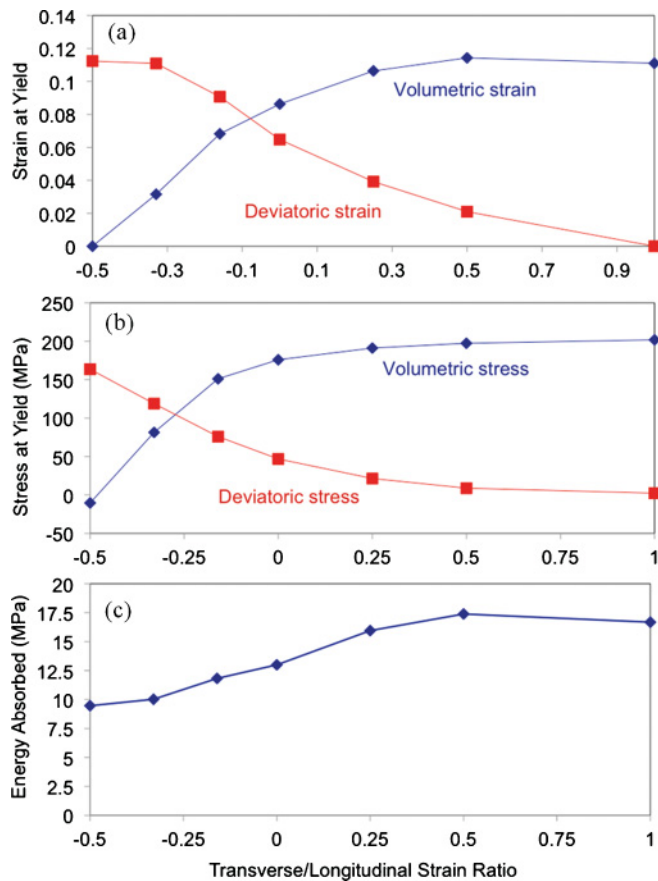 (a)
0.14
0.12
0.1
0.08
0.06
0.04
0.02
0
Strain at Yield
Volumetric strain
Deviatoric strain
-0.5 -0.3 -0.1 0.1 0.3 0.5 0.7 0.9
(b)
250
200
150
100
50
0
-50
Stress at Yield (MPa)
Volumetric stress
Deviatoric stress
-0.5 -0.25 0 0.25 0.5 0.75 1
(c)
20
17.5
15
12.5
10
7.5
5
2.5
0
Energy Absorbed (MPa)
-0.5 -0.25 0 0.25 0.5 0.75 1
Transverse/Longitudinal Strain Ratio